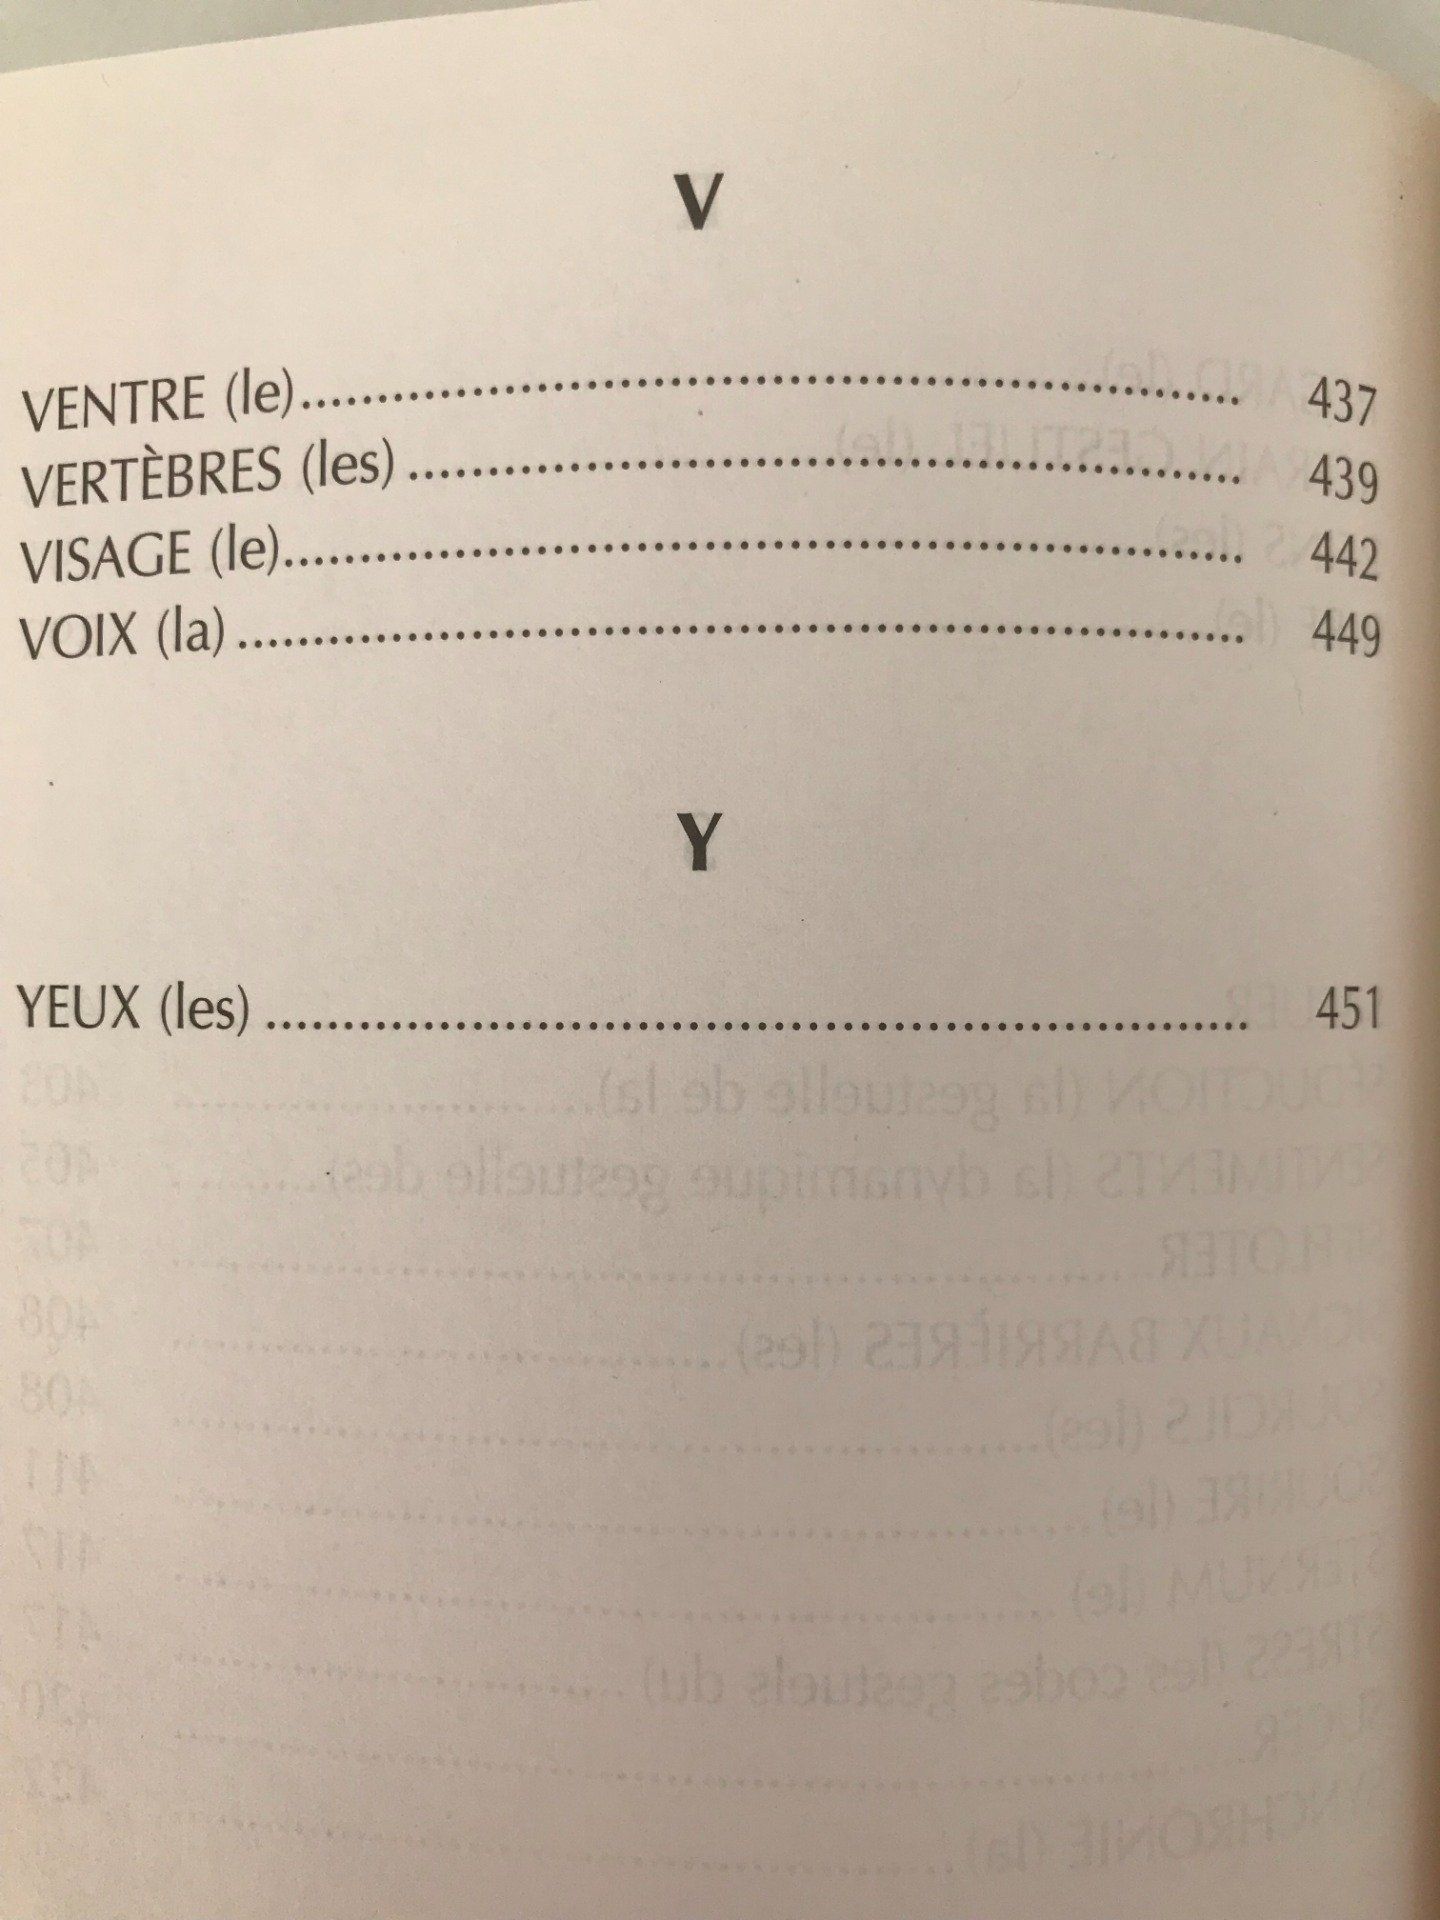 V
VENTRE (le)............................................................ 437
VERTÈBRES (les) ...................................................... 439
VISAGE (le)............................................................. 442
VOIX (la) ................................................................. 449
Y
YEUX (les) ............................................................... 451